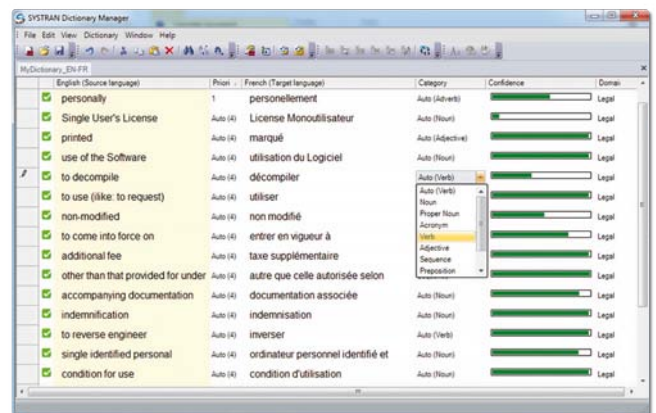 SYSTRAN Dictionary Manager
File Edit View Dictionary Window Help
MyDictionary_EN-FR
English (Source language) Priori French (Target language) Category Confidence Domai
personally 1 personellement Auto (Adverb) Legal
Single User's License Auto (4) License Monoutilisateur Auto (Noun) Legal
printed Auto (4) marqué Auto (Adjective) Legal
use of the Software Auto (4) utilisation du Logiciel Auto (Noun) Legal
to decompile Auto (4) décompiler Auto (Verb) Legal
to use (ilike: to request) Auto (4) utiliser Auto (Verb) Legal
non-modified Auto (4) non modifié Noun Legal
Proper Noun
Acronym
to come into force on Auto (4) entrer en vigueur à Verb Legal
additional fee Auto (4) taxe supplémentaire Adjective Legal
Sequence
other than that provided for under Auto (4) autre que celle autorisée selon Preposition Legal
accompanying documentation Auto (4) documentation associée Auto (Noun) Legal
indemnification Auto (4) indemnisation Auto (Noun) Legal
to reverse engineer Auto (4) inverser Auto (Verb) Legal
single identified personal Auto (4) ordinateur personnel identifié et Auto (Noun) Legal
condition for use Auto (4) condition d'utilisation Auto (Noun) Legal